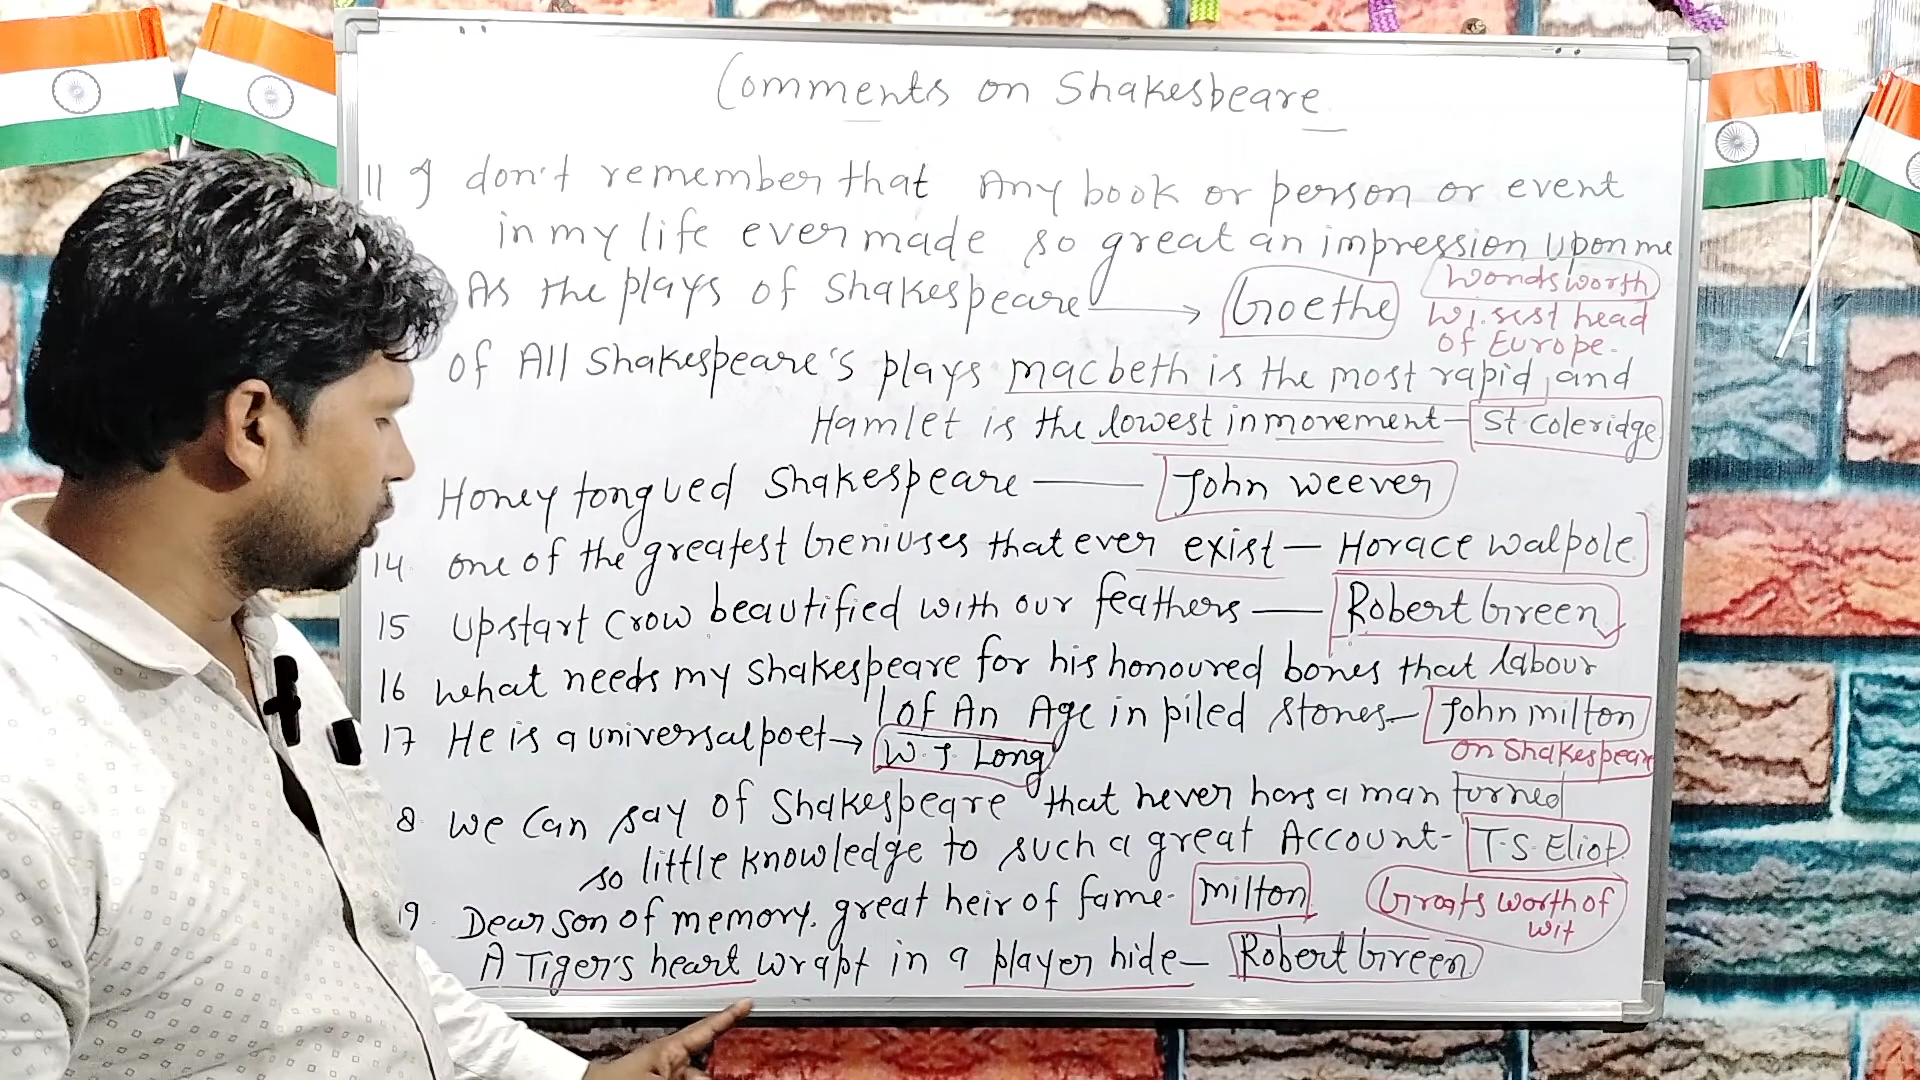 Comments on Shakespeare
11 I don't remember that Any book or person or event
in my life ever made so great an impression upon me
As the plays of Shakespeare → Goethe
Wordsworth
Wisest head
of Europe.
of All Shakespeare's plays macbeth is the most rapid, and
Hamlet is the lowest in movement - St Coleridge
Honey tongued Shakespeare — John Weever
14 one of the greatest Geniuses that ever exist - Horace Walpole
15 Upstart Crow beautified with our feathers — Robert Green
16 What needs my Shakespeare for his honoured bones that labour
of An Age in piled stones - John milton
on Shakespeare
17 He is a universal poet → W. J. Long
8 We Can say of Shakespeare that never has a man torned
so little knowledge to such a great Account - T.S. Eliot
19. Dear son of memory. great heir of fame - Milton
Groats worth of
wit
A Tiger's heart wrapt in a player hide - Robert Green